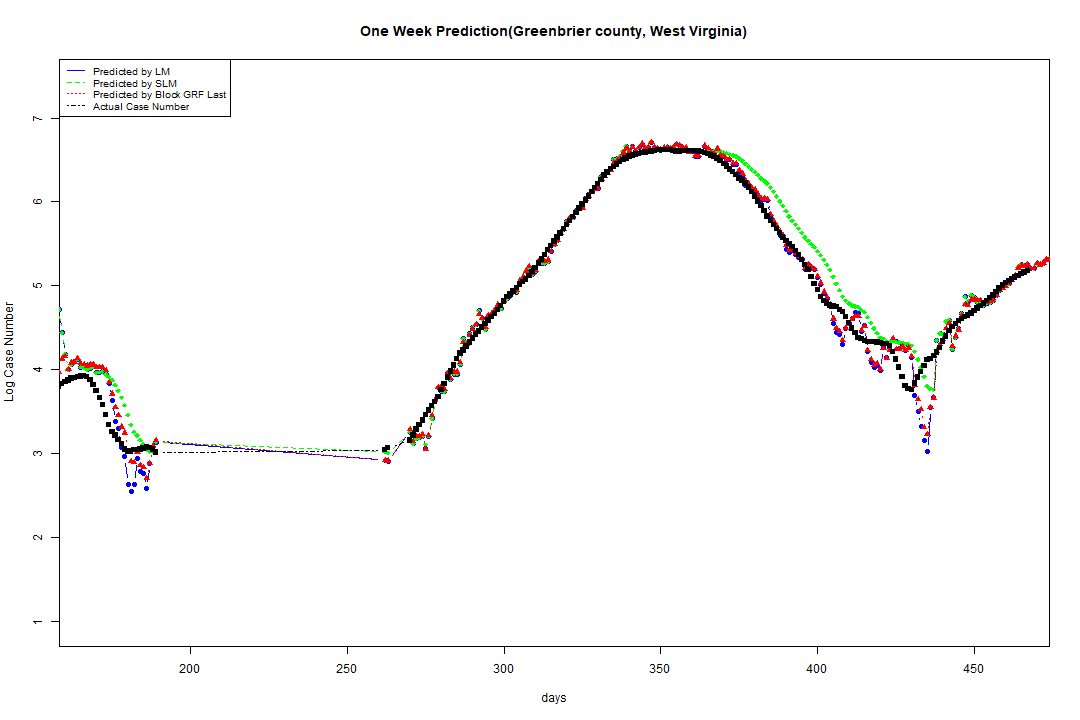 One Week Prediction(Greenbrier county, West Virginia)
Predicted by LM
Predicted by SLM
Predicted by Block GRF Last
Actual Case Number
Log Case Number
7
6
5
4
3
2
1
200 250 300 350 400 450
days